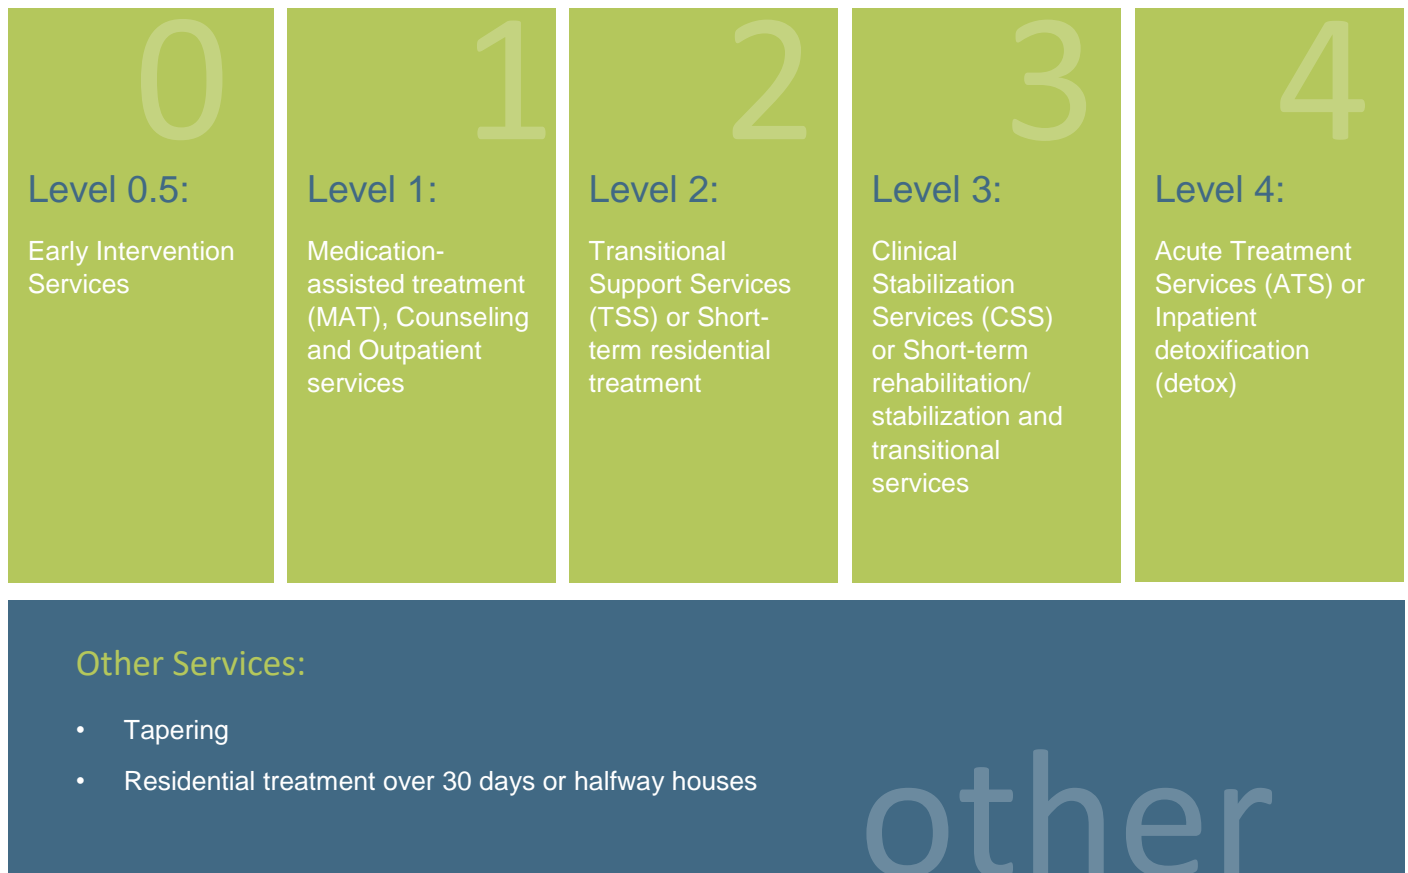 0
Level 0.5:
Early Intervention
Services
1
Level 1:
Medication-
assisted treatment
(MAT), Counseling
and Outpatient
services
2
Level 2:
Transitional
Support Services
(TSS) or Short-
term residential
treatment
3
Level 3:
Clinical
Stabilization
Services (CSS)
or Short-term
rehabilitation/
stabilization and
transitional
services
4
Level 4:
Acute Treatment
Services (ATS) or
Inpatient
detoxification
(detox)
Other Services:
• Tapering
• Residential treatment over 30 days or halfway houses
other